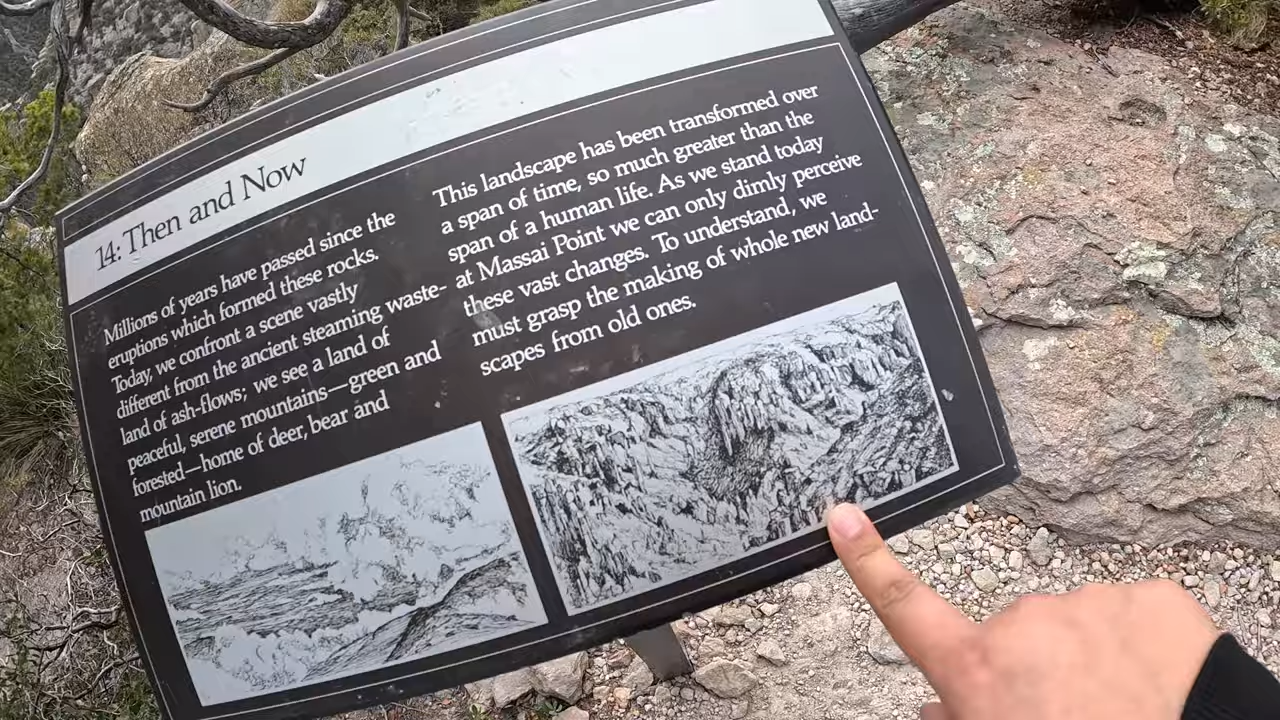 14: Then and Now
Millions of years have passed since the
eruptions which formed these rocks.
Today, we confront a scene vastly
different from the ancient steaming waste-
land of ash-flows; we see a land of
peaceful, serene mountains—green and
forested—home of deer, bear and
mountain lion.
This landscape has been transformed over
a span of time, so much greater than the
span of a human life. As we stand today
at Massai Point we can only dimly perceive
these vast changes. To understand, we
must grasp the making of whole new land-
scapes from old ones.